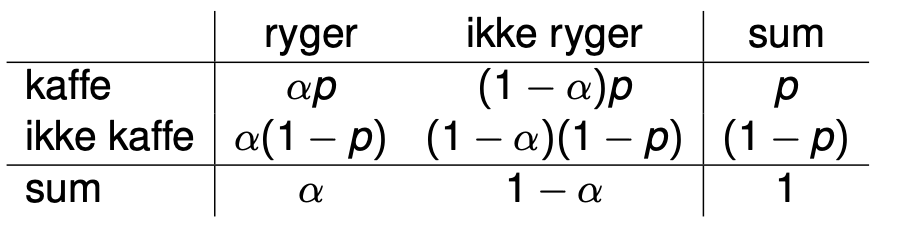 ryger ikke ryger sum
kaffe αp (1 − α)p p
ikke kaffe α(1 − p) (1 − α)(1 − p) (1 − p)
sum α 1 − α 1